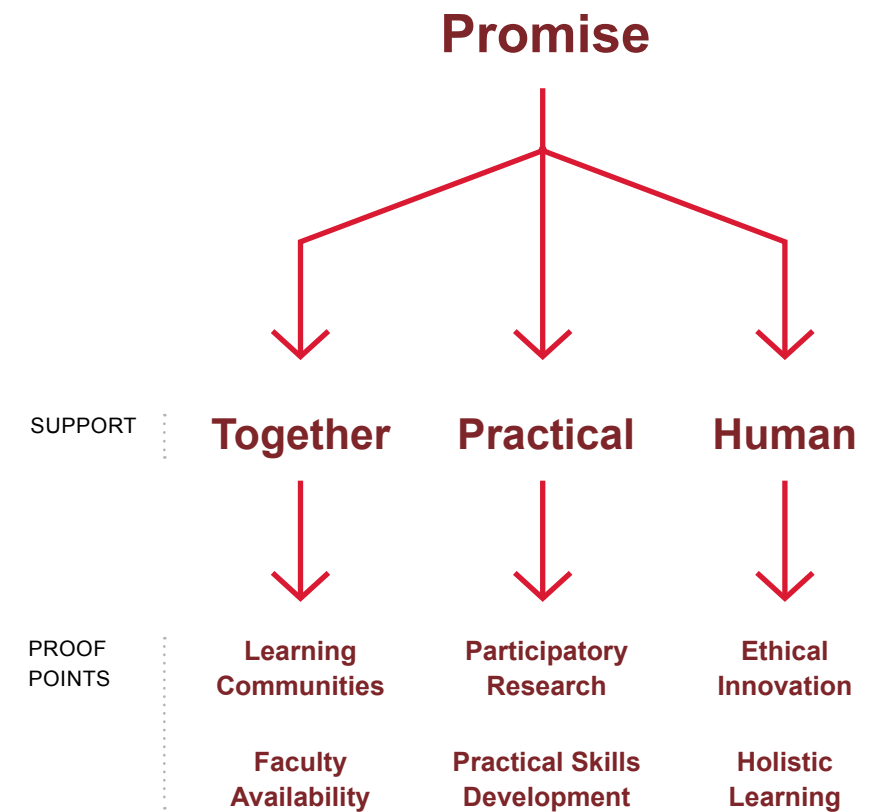 Promise
SUPPORT
Together
Practical
Human
PROOF
POINTS
Learning
Communities
Participatory
Research
Ethical
Innovation
Faculty
Availability
Practical Skills
Development
Holistic
Learning